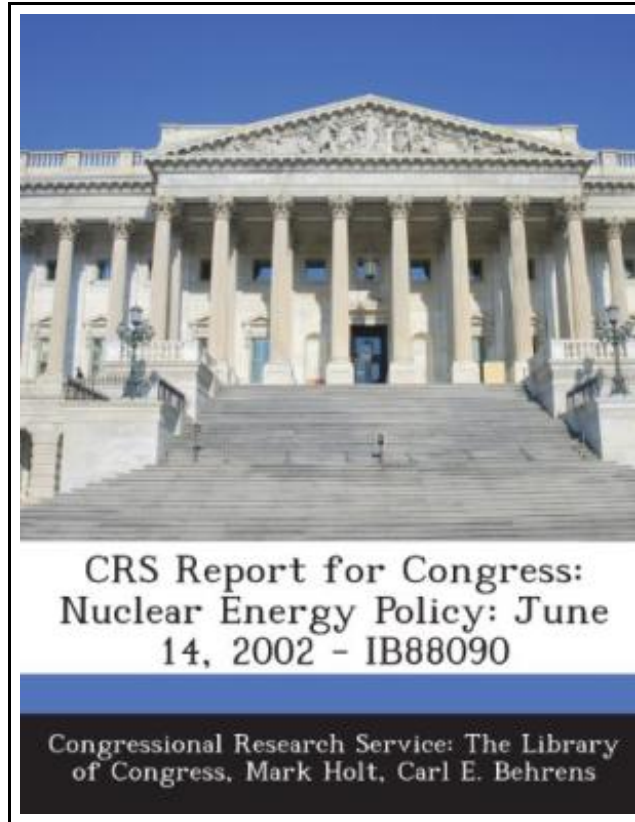 CRS Report for Congress:
Nuclear Energy Policy: June
14, 2002 - IB88090
Congressional Research Service: The Library
of Congress, Mark Holt, Carl E. Behrens